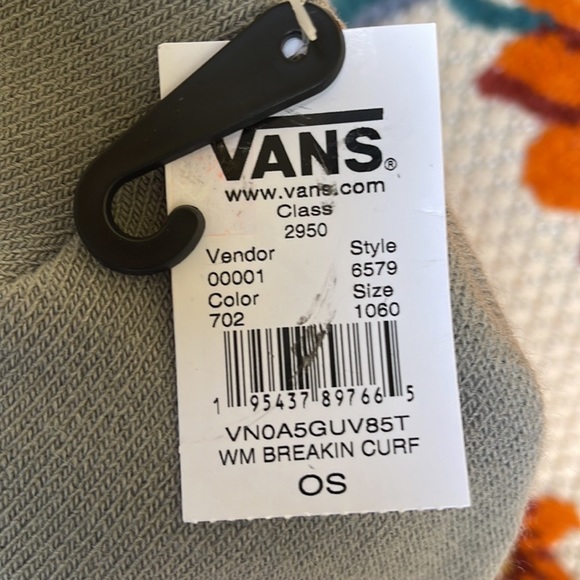 VANS®
www.vans.com
Class
2950
Vendor Style
00001 6579
Color Size
702 1060
1 95437 89766 5
VN0A5GUV85T
WM BREAKIN CURF
OS